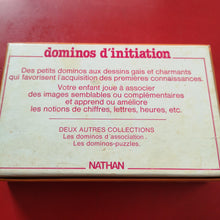 dominos d'initiation
Des petits dominos aux dessins gais et charmants
qui favorisent l'acquisition des premières connaissances.
Votre enfant joue à associer
des images semblables ou complémentaires
et apprend ou améliore
les notions de chiffres, lettres, heures, etc.
DEUX AUTRES COLLECTIONS
Les dominos d'association.
Les dominos-puzzles.
NATHAN